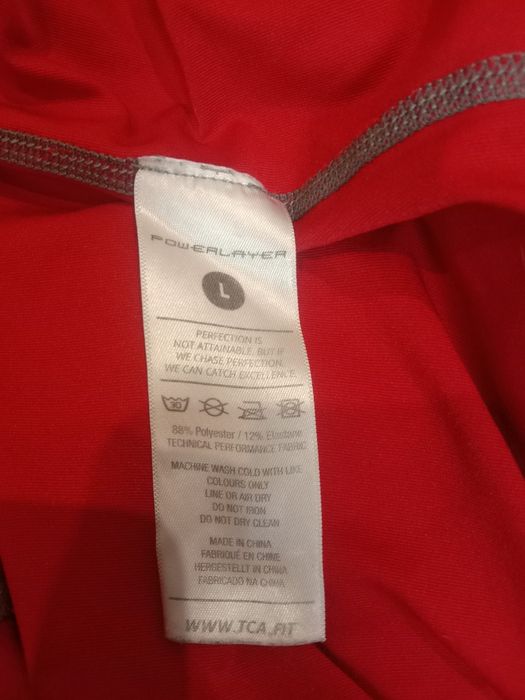 POWERLAYER
L
PERFECTION IS
NOT ATTAINABLE, BUT IF
WE CHASE PERFECTION,
WE CAN CATCH EXCELLENCE.
30
88% Polyester / 12% Elastane
TECHNICAL PERFORMANCE FABRIC
MACHINE WASH COLD WITH LIKE
COLOURS ONLY
LINE OR AIR DRY
DO NOT IRON
DO NOT DRY CLEAN
MADE IN CHINA
FABRIQUÉ EN CHINE
HERGESTELLT IN CHINA
FABRICADO NA CHINA
WWW.TCA.FIT